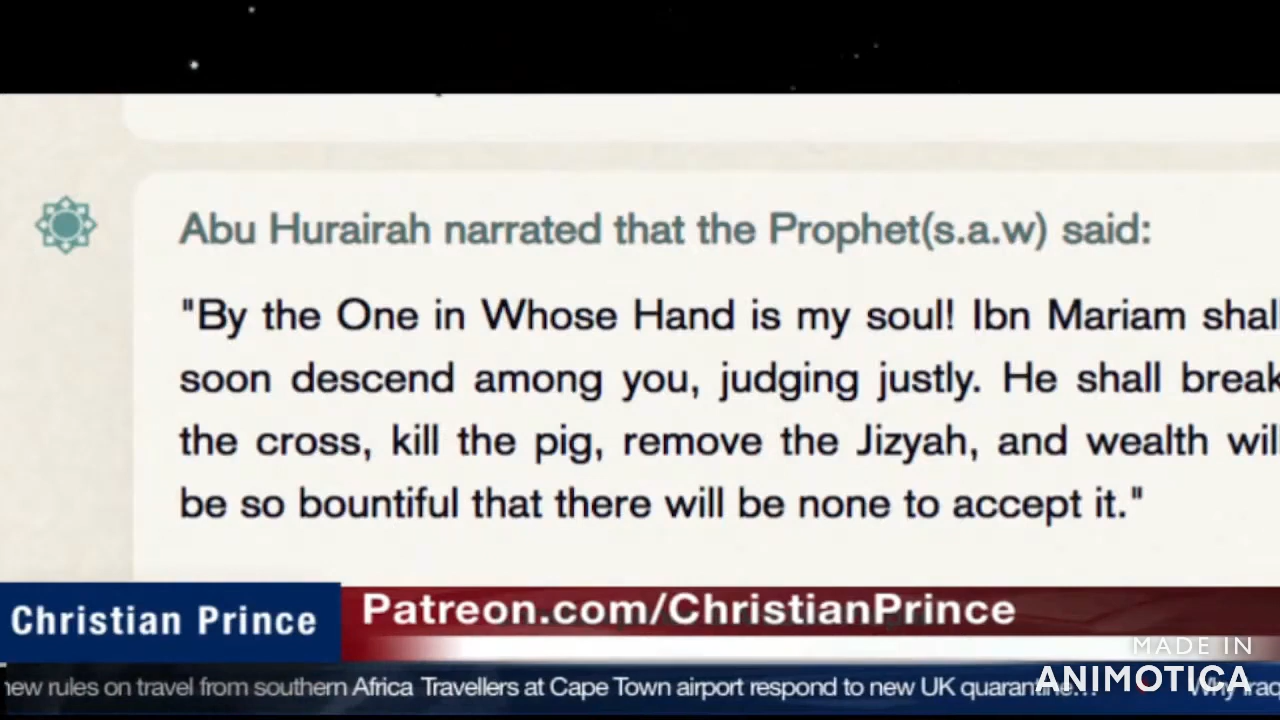 Abu Hurairah narrated that the Prophet(s.a.w) said:
"By the One in Whose Hand is my soul! Ibn Mariam shal
soon descend among you, judging justly. He shall break
the cross, kill the pig, remove the Jizyah, and wealth wil
be so bountiful that there will be none to accept it."
Christian Prince
Patreon.com/ChristianPrince
MADE IN
ANIMOTICA
new rules on travel from southern Africa Travellers at Cape Town airport respond to new UK